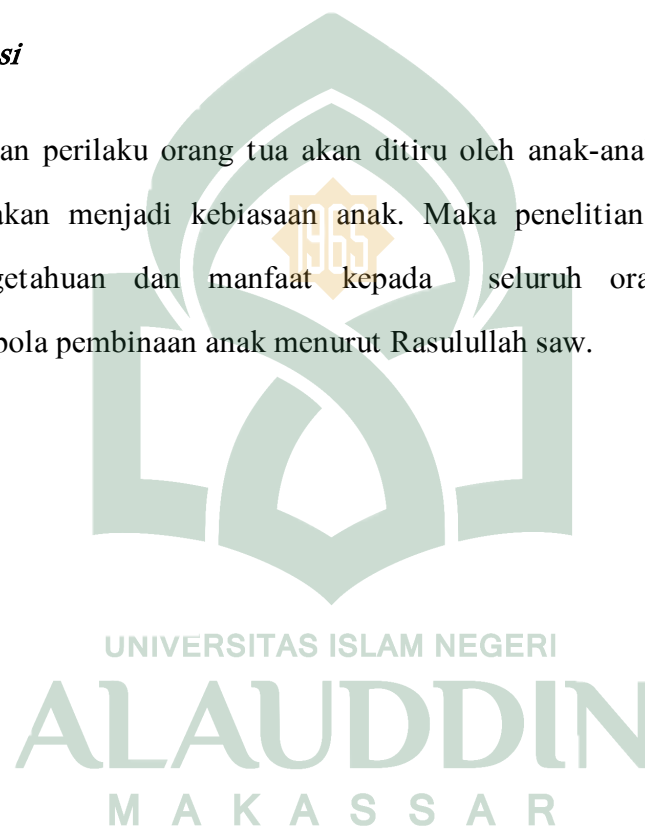 si
an perilaku orang tua akan ditiru oleh anak-ana
akan menjadi kebiasaan anak. Maka penelitian
getahuan dan manfaat kepada seluruh ora
pola pembinaan anak menurut Rasulullah saw.
1965
UNIVERSITAS ISLAM NEGERI
ALAUDDIN
MAKASSAR